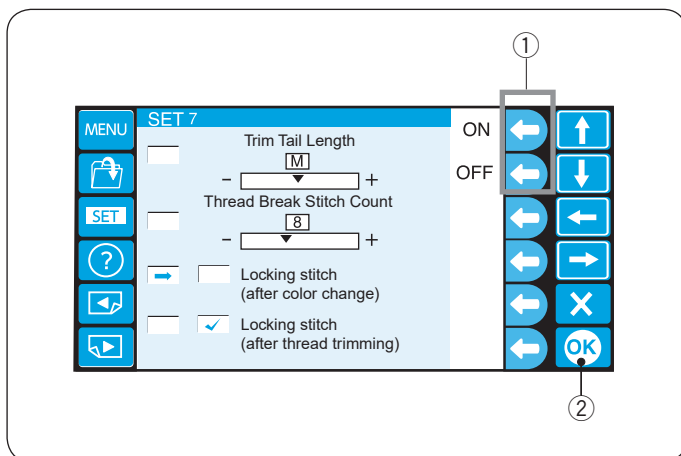 1
MENU
SET 7
ON
Trim Tail Length
M
- +
OFF
Thread Break Stitch Count
8
- +
SET
?
Locking stitch
(after color change)
Locking stitch
(after thread trimming)
X
OK
2